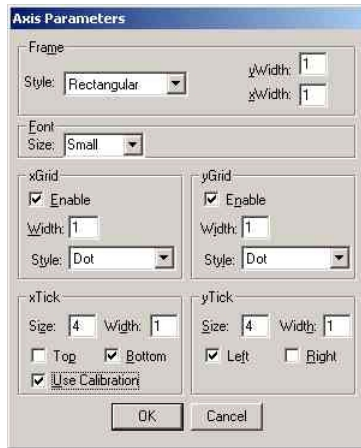 Axis Parameters
Frame
Style: Rectangular
yWidth: 1
xWidth: 1
Font
Size: Small
xGrid
Enable
Width: 1
Style: Dot
yGrid
Enable
Width: 1
Style: Dot
xTick
Size: 4 Width: 1
Top Bottom
Use Calibration
yTick
Size: 4 Width: 1
Left Right
OK Cancel